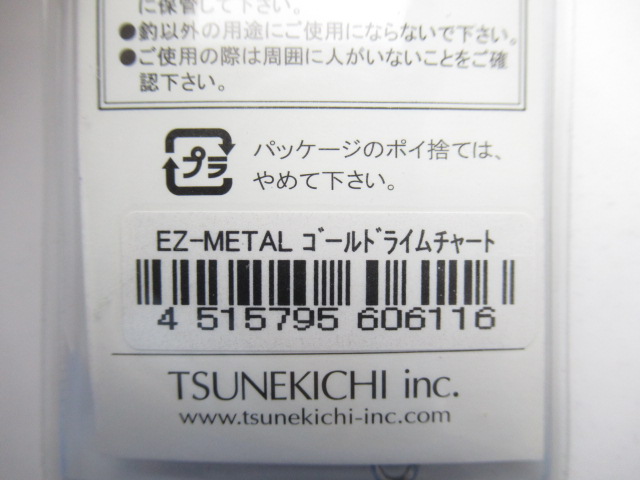 に保管して下さい。
●釣以外の用途にご使用にならないで下さい。
●ご使用の際は周囲に人がいないことをご確
認下さい。
プラ
パッケージのポイ捨ては、
やめて下さい。
EZ-METAL ｺﾞｰﾙﾄﾞライムチャート
4 515795 606116
TSUNEKICHI inc.
www.tsunekichi-inc.com